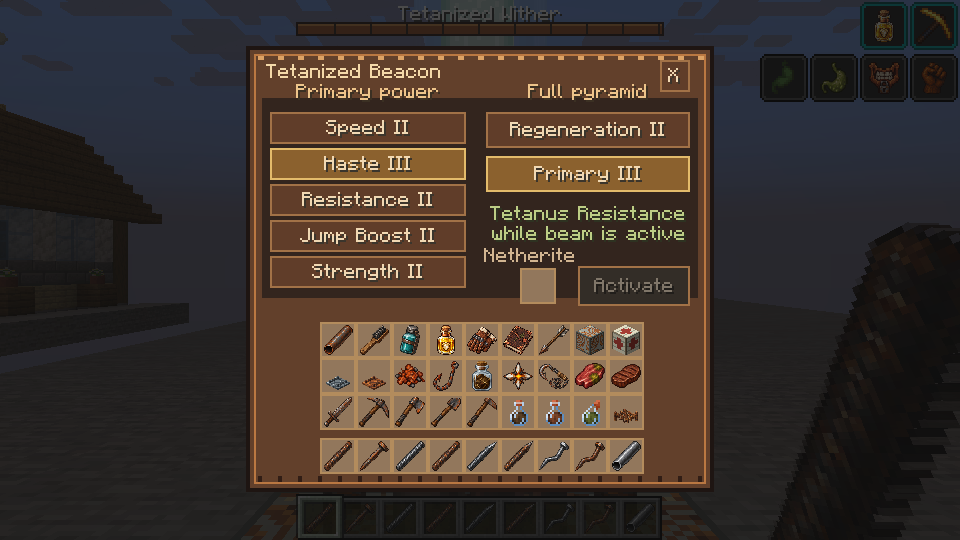 Tetanized Wither
Tetanized Beacon
X
Primary power
Full pyramid
Speed II
Haste III
Resistance II
Jump Boost II
Strength II
Regeneration II
Primary III
Tetanus Resistance
while beam is active
Netherite
Activate